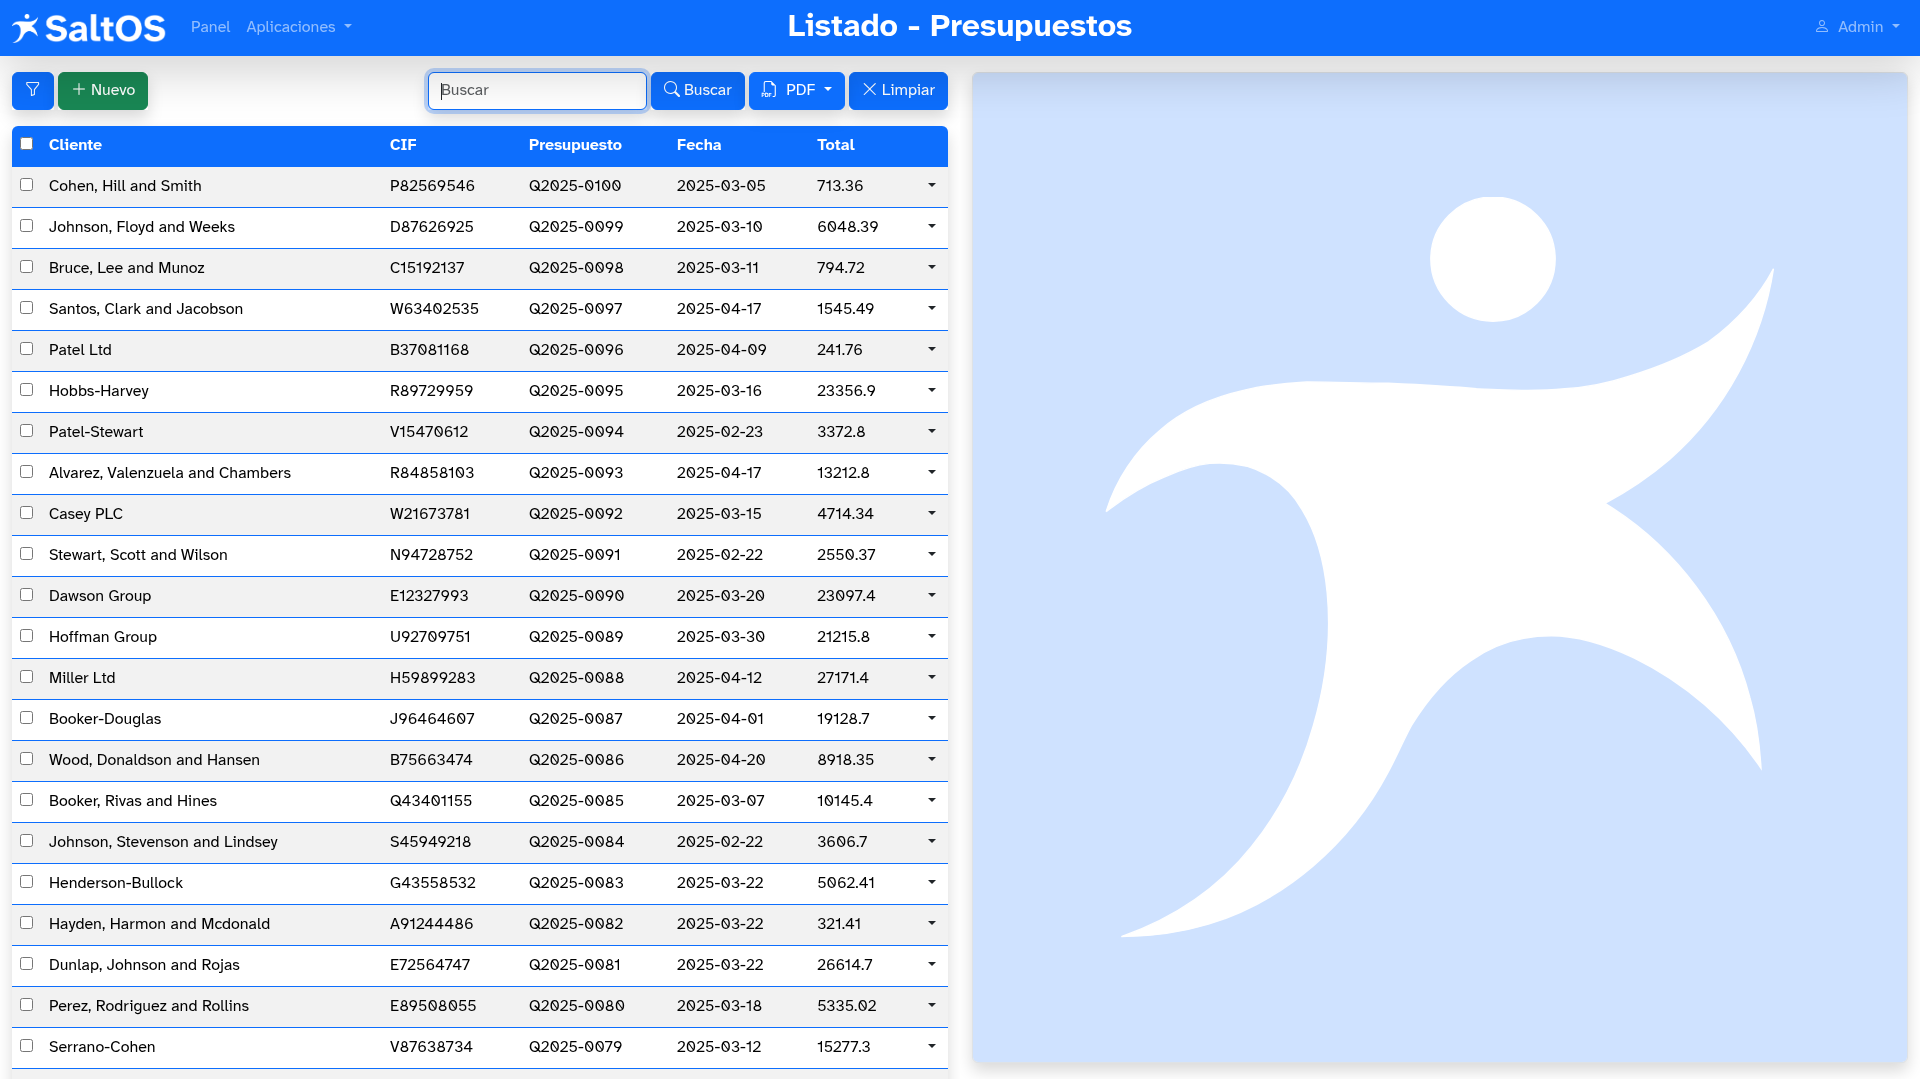 SaltOS Panel Aplicaciones Listado - Presupuestos Admin
Nuevo Buscar Buscar PDF Limpiar
Cliente CIF Presupuesto Fecha Total
Cohen, Hill and Smith P82569546 Q2025-0100 2025-03-05 713.36
Johnson, Floyd and Weeks D87626925 Q2025-0099 2025-03-10 6048.39
Bruce, Lee and Munoz C15192137 Q2025-0098 2025-03-11 794.72
Santos, Clark and Jacobson W63402535 Q2025-0097 2025-04-17 1545.49
Patel Ltd B37081168 Q2025-0096 2025-04-09 241.76
Hobbs-Harvey R89729959 Q2025-0095 2025-03-16 23356.9
Patel-Stewart V15470612 Q2025-0094 2025-02-23 3372.8
Alvarez, Valenzuela and Chambers R84858103 Q2025-0093 2025-04-17 13212.8
Casey PLC W21673781 Q2025-0092 2025-03-15 4714.34
Stewart, Scott and Wilson N94728752 Q2025-0091 2025-02-22 2550.37
Dawson Group E12327993 Q2025-0090 2025-03-20 23097.4
Hoffman Group U92709751 Q2025-0089 2025-03-30 21215.8
Miller Ltd H59899283 Q2025-0088 2025-04-12 27171.4
Booker-Douglas J96464607 Q2025-0087 2025-04-01 19128.7
Wood, Donaldson and Hansen B75663474 Q2025-0086 2025-04-20 8918.35
Booker, Rivas and Hines Q43401155 Q2025-0085 2025-03-07 10145.4
Johnson, Stevenson and Lindsey S45949218 Q2025-0084 2025-02-22 3606.7
Henderson-Bullock G43558532 Q2025-0083 2025-03-22 5062.41
Hayden, Harmon and Mcdonald A91244486 Q2025-0082 2025-03-22 321.41
Dunlap, Johnson and Rojas E72564747 Q2025-0081 2025-03-22 26614.7
Perez, Rodriguez and Rollins E89508055 Q2025-0080 2025-03-18 5335.02
Serrano-Cohen V87638734 Q2025-0079 2025-03-12 15277.3